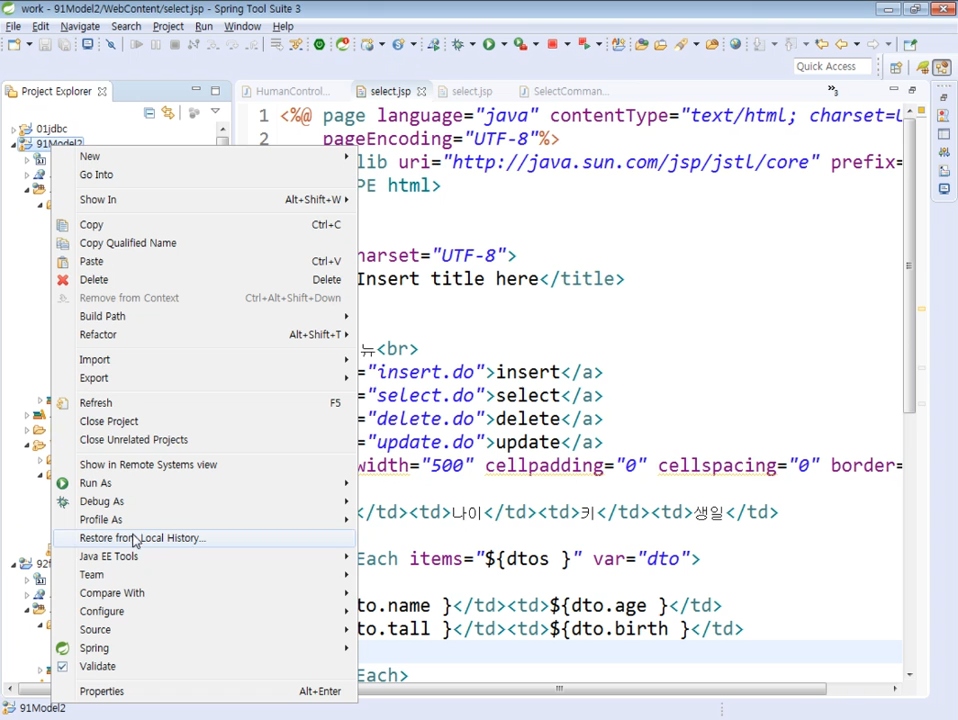 work - 91Model2/WebContent/select.jsp - Spring Tool Suite 3
File Edit Navigate Search Project Run Window Help
Quick Access
Project Explorer
HumanControl...
select.jsp
select.jsp
SelectComman...
3
01jdbc
91Model2
New
Go Into
Show In Alt+Shift+W
Copy Ctrl+C
Copy Qualified Name
Paste Ctrl+V
Delete Delete
Remove from Context Ctrl+Alt+Shift+Down
Build Path
Refactor Alt+Shift+T
Import
Export
Refresh F5
Close Project
Close Unrelated Projects
Show in Remote Systems view
Run As
Debug As
Profile As
Restore from Local History...
Java EE Tools
Team
Compare With
Configure
Source
Spring
Validate
Properties Alt+Enter
1 <%@ page language="java" contentType="text/html; charset=
2 pageEncoding="UTF-8"%>
lib uri="http://java.sun.com/jsp/jstl/core" prefix=
PE html>
harset="UTF-8">
Insert title here</title>
뉴<br>
="insert.do">insert</a>
="select.do">select</a>
="delete.do">delete</a>
="update.do">update</a>
width="500" cellpadding="0" cellspacing="0" border=
</td><td>나이</td><td>키</td><td>생일</td>
Each items="${dtos }" var="dto">
to.name }</td><td>${dto.age }</td>
to.tall }</td><td>${dto.birth }</td>
Each>
91Model2